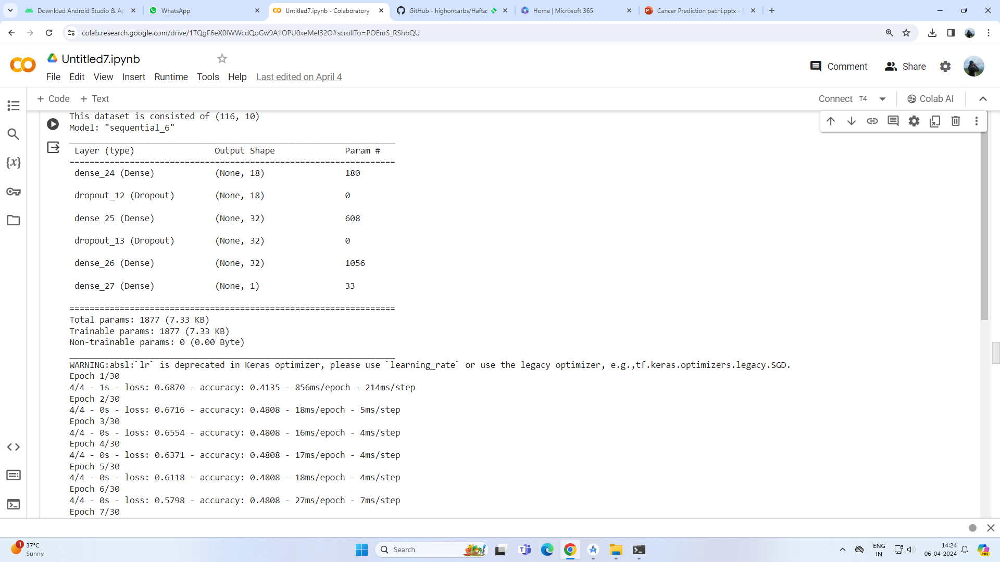 Download Android Studio & Ap
WhatsApp
Untitled7.ipynb - Colaboratory
GitHub - highoncarbs/Hafta:
Home | Microsoft 365
Cancer Prediction pachi.pptx -
colab.research.google.com/drive/1TQgF6eX0IWWcdQoGw9A1OPU0xeMel32O#scrollTo=POEmS_RShbQU
Untitled7.ipynb
Comment
Share
File Edit View Insert Runtime Tools Help Last edited on April 4
+ Code + Text
Connect T4
Colab AI
This dataset is consisted of (116, 10)
Model: "sequential_6"
_________________________________________________________________
Layer (type) Output Shape Param #
=================================================================
dense_24 (Dense) (None, 18) 180
dropout_12 (Dropout) (None, 18) 0
dense_25 (Dense) (None, 32) 608
dropout_13 (Dropout) (None, 32) 0
dense_26 (Dense) (None, 32) 1056
dense_27 (Dense) (None, 1) 33
=================================================================
Total params: 1877 (7.33 KB)
Trainable params: 1877 (7.33 KB)
Non-trainable params: 0 (0.00 Byte)
_________________________________________________________________
WARNING:absl:`lr` is deprecated in Keras optimizer, please use `learning_rate` or use the legacy optimizer, e.g.,tf.keras.optimizers.legacy.SGD.
Epoch 1/30
4/4 - 1s - loss: 0.6870 - accuracy: 0.4135 - 856ms/epoch - 214ms/step
Epoch 2/30
4/4 - 0s - loss: 0.6716 - accuracy: 0.4808 - 18ms/epoch - 5ms/step
Epoch 3/30
4/4 - 0s - loss: 0.6554 - accuracy: 0.4808 - 16ms/epoch - 4ms/step
Epoch 4/30
4/4 - 0s - loss: 0.6371 - accuracy: 0.4808 - 17ms/epoch - 4ms/step
Epoch 5/30
4/4 - 0s - loss: 0.6118 - accuracy: 0.4808 - 18ms/epoch - 4ms/step
Epoch 6/30
4/4 - 0s - loss: 0.5798 - accuracy: 0.4808 - 27ms/epoch - 7ms/step
Epoch 7/30
{x}
1
37°C
Sunny
Search
ENG
IN
14:24
06-04-2024
PRE